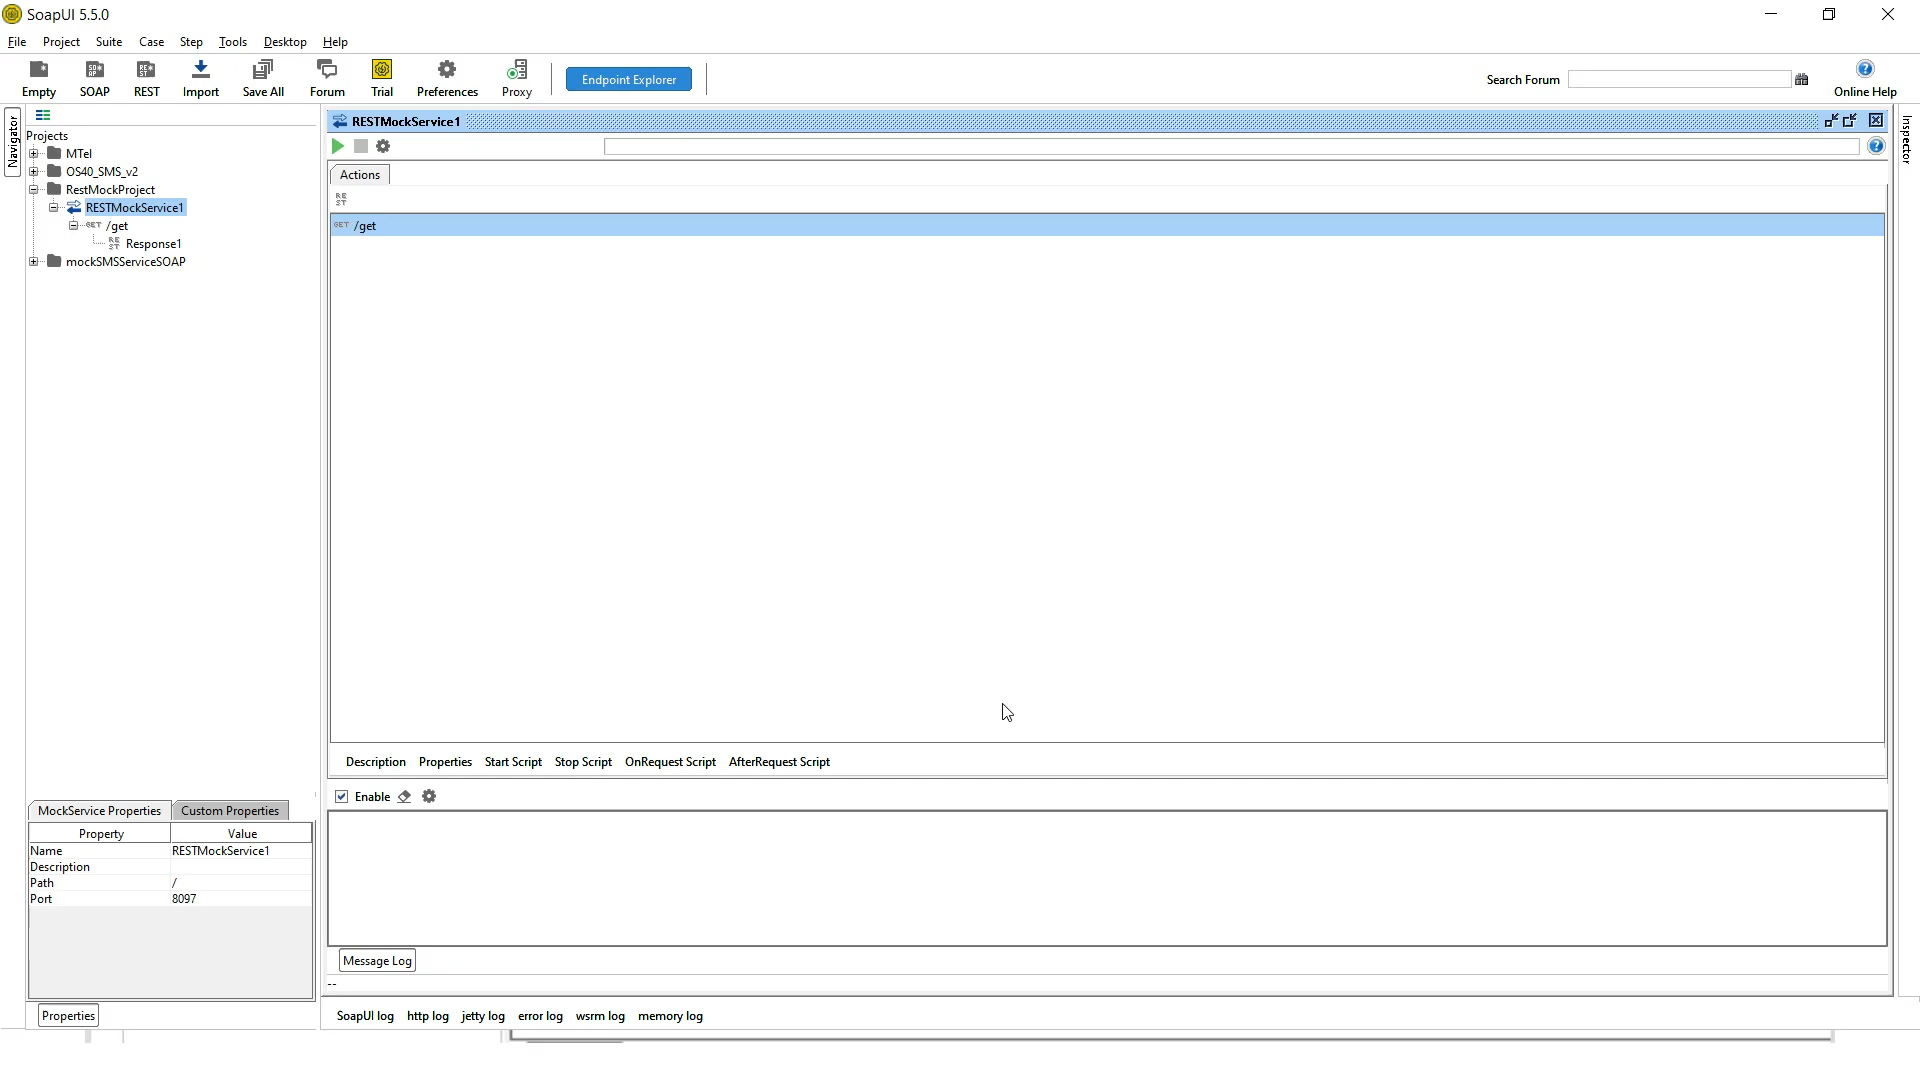 SoapUI 5.5.0
File Project Suite Case Step Tools Desktop Help
Empty SOAP REST Import Save All Forum Trial Preferences Proxy
Endpoint Explorer
Search Forum
Online Help
Navigator
Projects
MTel
OS40_SMS_v2
RestMockProject
RESTMockService1
GET /get
REST Response1
mockSMSServiceSOAP
RESTMockService1
Actions
REST
GET /get
Inspector
Description Properties Start Script Stop Script OnRequest Script AfterRequest Script
Enable
Message Log
--
MockService Properties Custom Properties
Property Value
Name RESTMockService1
Description
Path /
Port 8097
Properties
SoapUI log http log jetty log error log wsrm log memory log